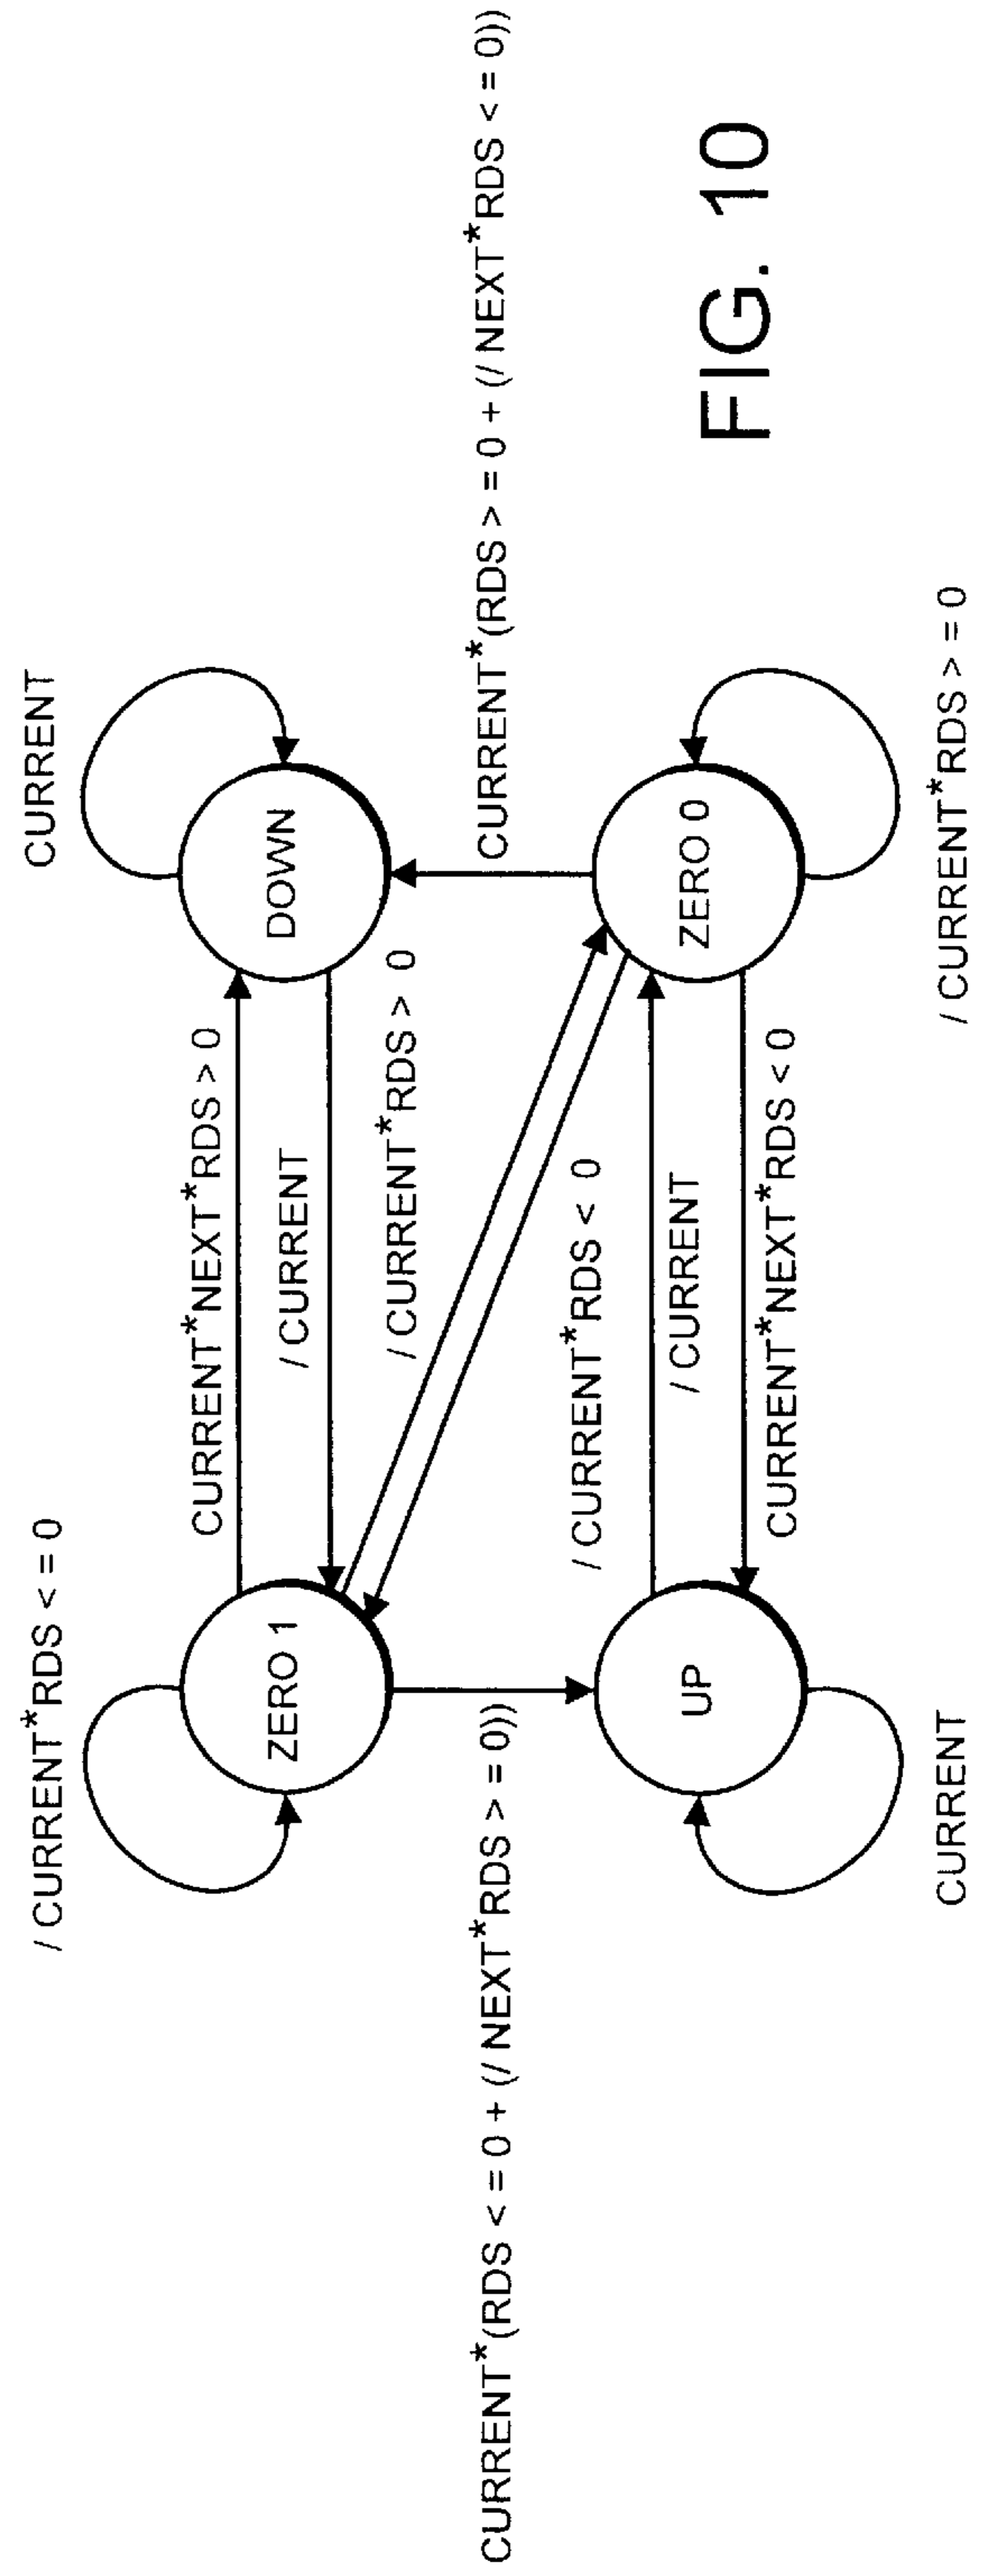 / CURRENT*RDS < = 0
CURRENT
ZERO 1
CURRENT*NEXT*RDS > 0
DOWN
/ CURRENT
/ CURRENT*RDS > 0
CURRENT*(RDS < = 0 + (/ NEXT*RDS > = 0))
CURRENT*(RDS > = 0 + (/ NEXT*RDS < = 0))
/ CURRENT*RDS < 0
/ CURRENT
UP
ZERO 0
CURRENT*NEXT*RDS < 0
CURRENT
/ CURRENT*RDS > = 0
FIG. 10